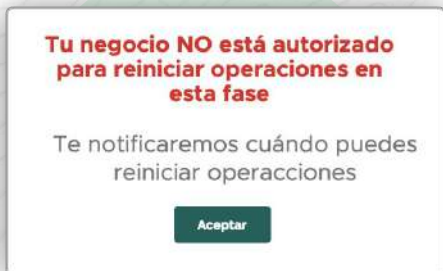 Tu negocio NO está autorizado
para reiniciar operaciones en
esta fase
Te notificaremos cuándo puedes
reiniciar operacciones
Aceptar